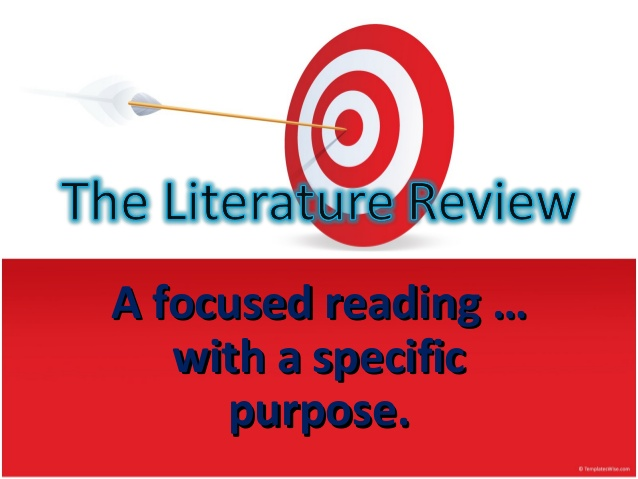 The Literature Review
A focused reading …
with a specific
purpose.
© TemplatesWise.com